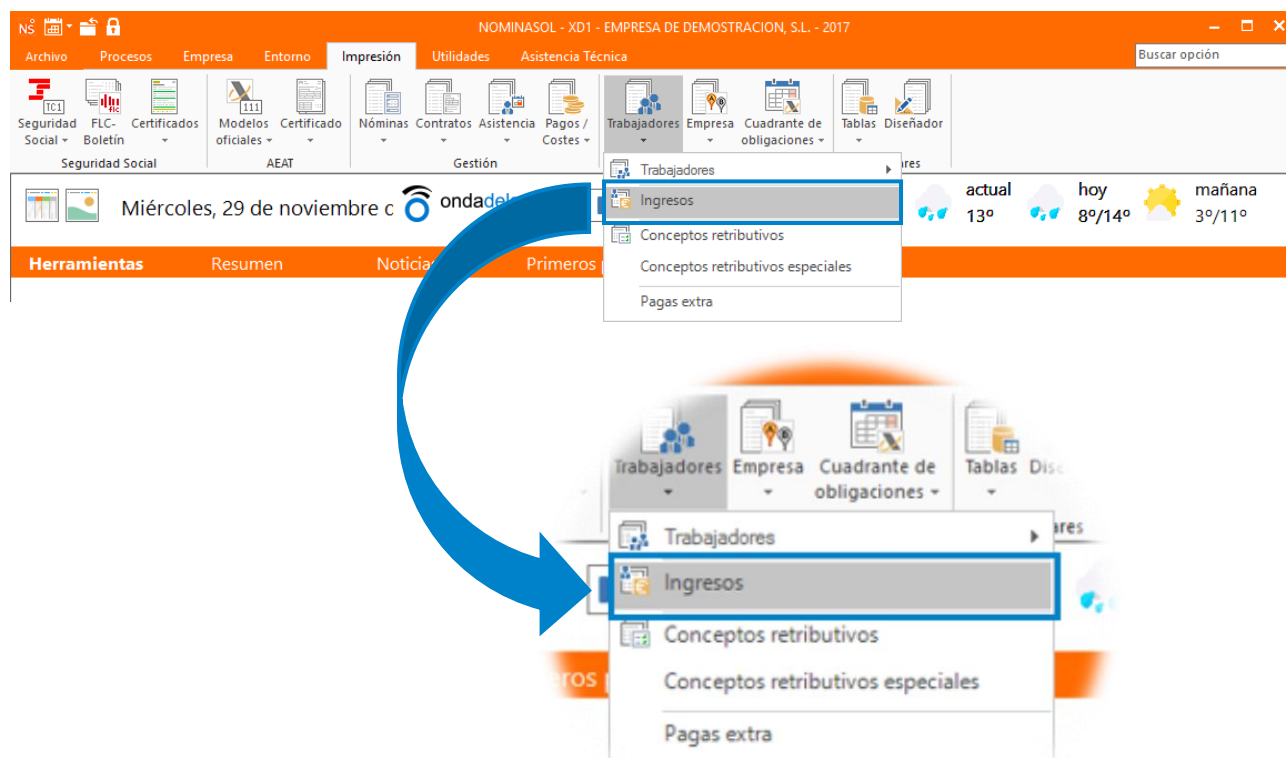 NS
NOMINASOL - XD1 - EMPRESA DE DEMOSTRACION, S.L. - 2017
Archivo Procesos Empresa Entorno Impresión Utilidades Asistencia Técnica Buscar opción
TC1 flc 111
Seguridad FLC- Certificados Modelos Certificado Nóminas Contratos Asistencia Pagos / Trabajadores Empresa Cuadrante de Tablas Diseñador
Social Boletín oficiales Costes obligaciones
Seguridad Social AEAT Gestión ares
Trabajadores
Ingresos
Conceptos retributivos
Conceptos retributivos especiales
Pagas extra
Miércoles, 29 de noviembre
actual hoy mañana
13º 8º/14º 3º/11º
Herramientas Resumen Noticias Primeros
Trabajadores Empresa Cuadrante de Tablas
obligaciones
ares
Trabajadores
Ingresos
Conceptos retributivos
Conceptos retributivos especiales
Pagas extra